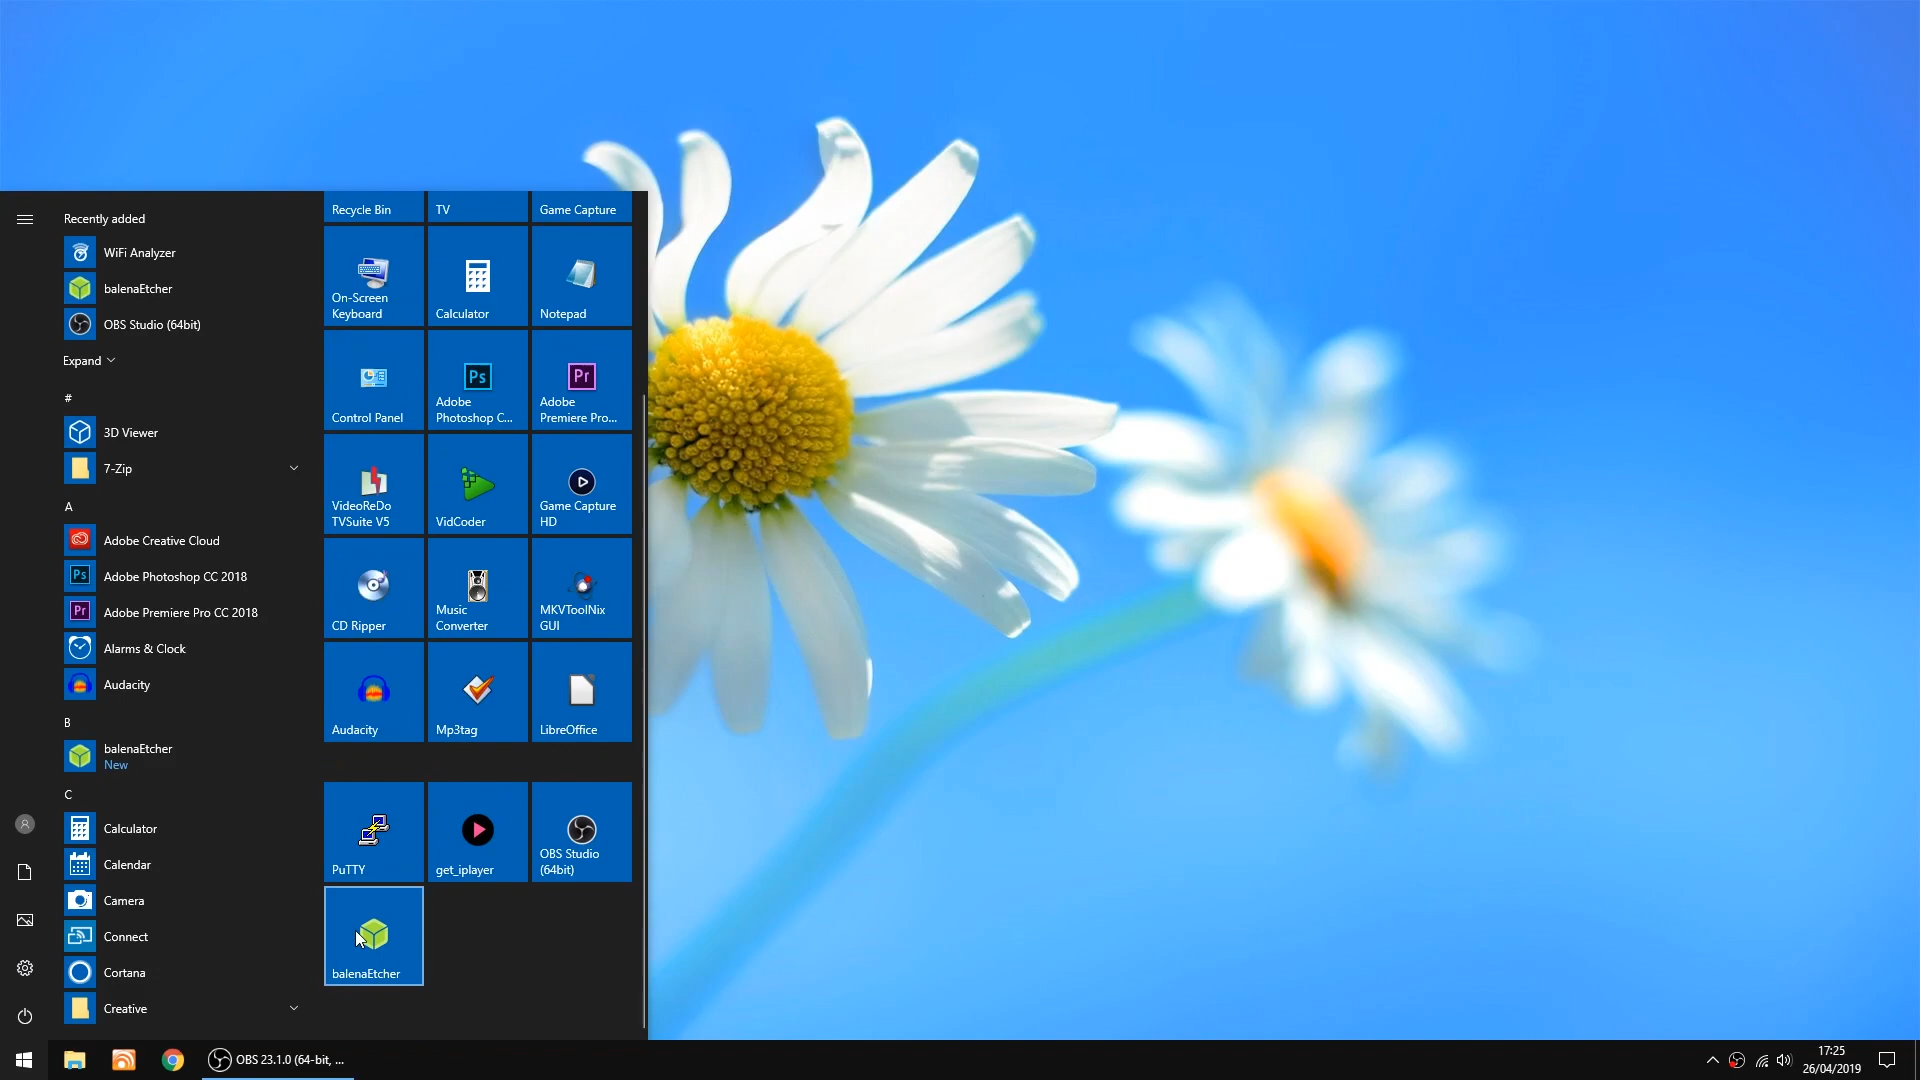 Recently added
WiFi Analyzer
balenaEtcher
OBS Studio (64bit)
Expand
#
3D Viewer
7-Zip
A
Adobe Creative Cloud
Ps
Adobe Photoshop CC 2018
Pr
Adobe Premiere Pro CC 2018
Alarms & Clock
Audacity
B
balenaEtcher
New
C
Calculator
Calendar
Camera
Connect
Cortana
Creative
Recycle Bin
TV
Game Capture
On-Screen
Keyboard
Calculator
Notepad
Control Panel
Ps
Adobe
Photoshop C...
Pr
Adobe
Premiere Pro...
VideoReDo
TVSuite V5
VidCoder
Game Capture
HD
CD Ripper
Music
Converter
MKVToolNix
GUI
Audacity
Mp3tag
LibreOffice
PuTTY
get_iplayer
OBS Studio
(64bit)
balenaEtcher
OBS 23.1.0 (64-bit, ...
17:25
26/04/2019